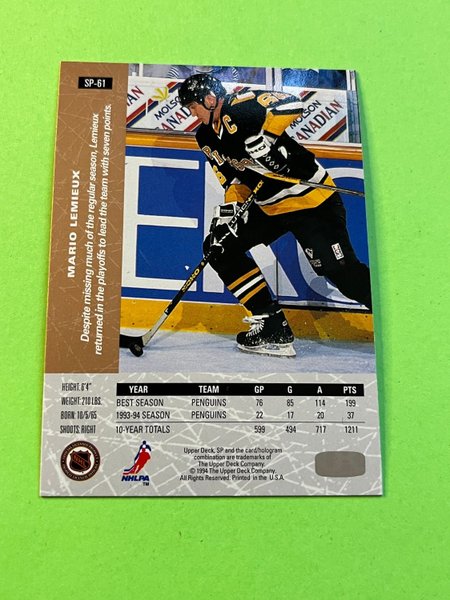 SP-61
MARIO LEMIEUX
Despite missing much of the regular season, Lemieux
returned in the playoffs to lead the team with seven points.
MOLSON
CANADIAN
MOLSON
CANADIAN
C
HEIGHT: 6'4"
WEIGHT: 210 LBS.
BORN: 10/5/65
SHOOTS: RIGHT
YEAR TEAM GP G A PTS
BEST SEASON PENGUINS 76 85 114 199
1993-94 SEASON PENGUINS 22 17 20 37
10-YEAR TOTALS 599 494 717 1211
NHLPA
TM
Upper Deck, SP and the card/hologram
combination are trademarks of
The Upper Deck Company.
© 1994 The Upper Deck Company.
All Rights Reserved. Printed in the U.S.A.